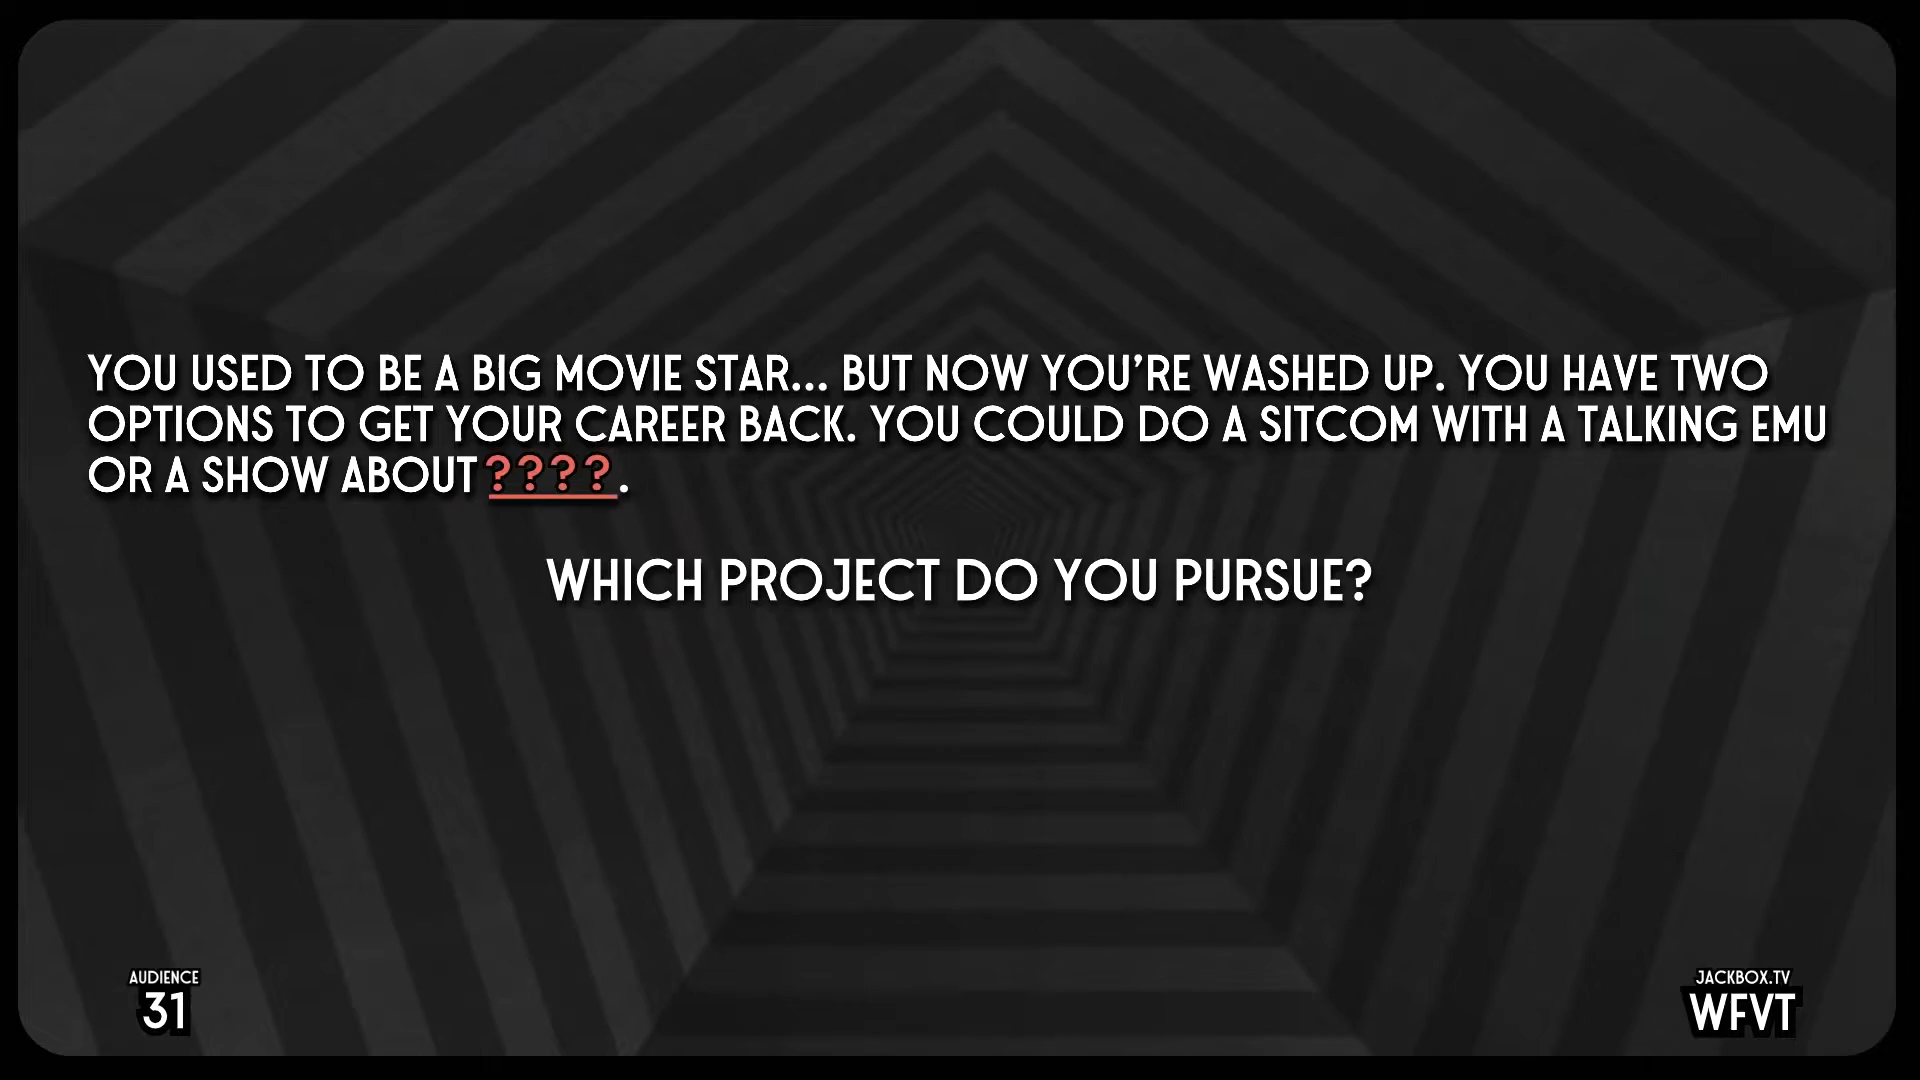 YOU USED TO BE A BIG MOVIE STAR... BUT NOW YOU'RE WASHED UP. YOU HAVE TWO
OPTIONS TO GET YOUR CAREER BACK. YOU COULD DO A SITCOM WITH A TALKING EMU
OR A SHOW ABOUT ????.
WHICH PROJECT DO YOU PURSUE?
AUDIENCE
31
JACKBOX.TV
WFVT